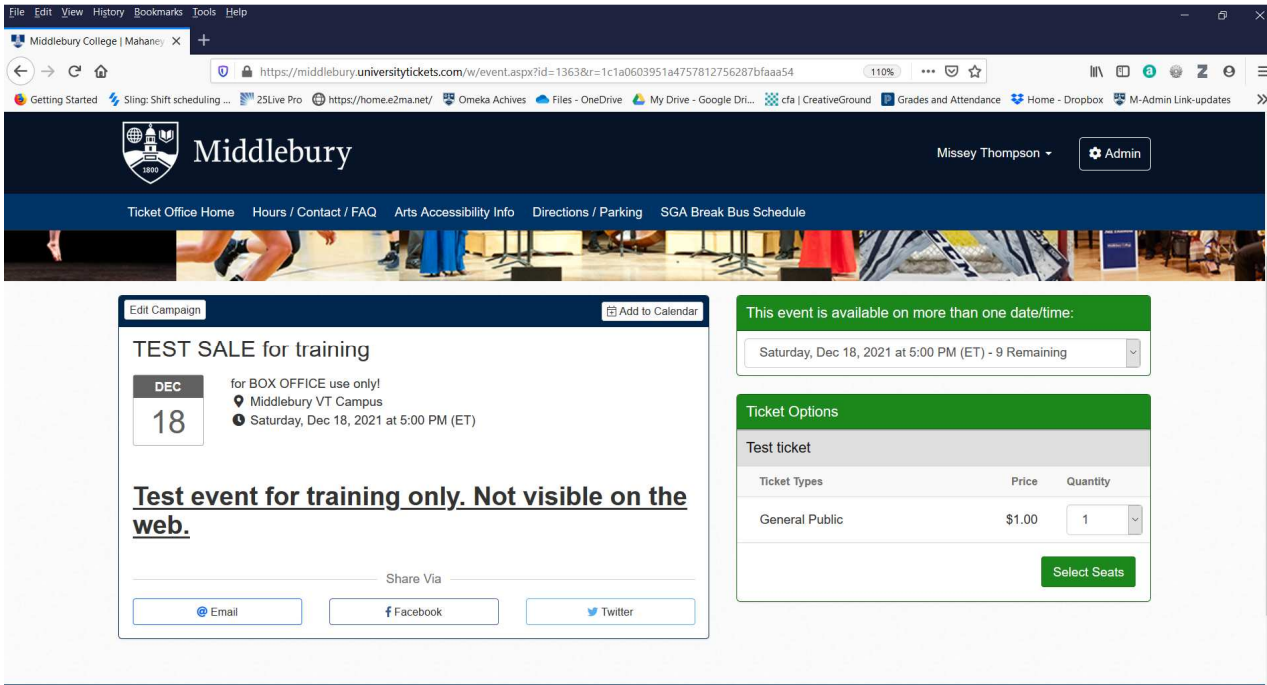 File Edit View History Bookmarks Tools Help
Middlebury College | Mahaney
https://middlebury.universitytickets.com/w/event.aspx?id=1363&r=1c1a0603951a4757812756287bfaaa54 110%
Getting Started Sling: Shift scheduling ... 25Live Pro https://home.e2ma.net/ Omeka Achives Files - OneDrive My Drive - Google Dri... cfa | CreativeGround Grades and Attendance Home - Dropbox M-Admin Link-updates
1800
Middlebury
Missey Thompson
Admin
Ticket Office Home Hours / Contact / FAQ Arts Accessibility Info Directions / Parking SGA Break Bus Schedule
Edit Campaign
Add to Calendar
TEST SALE for training
DEC
18
for BOX OFFICE use only!
Middlebury VT Campus
Saturday, Dec 18, 2021 at 5:00 PM (ET)
Test event for training only. Not visible on the
web.
Share Via
Email
Facebook
Twitter
This event is available on more than one date/time:
Saturday, Dec 18, 2021 at 5:00 PM (ET) - 9 Remaining
Ticket Options
Test ticket
Ticket Types Price Quantity
General Public $1.00 1
Select Seats